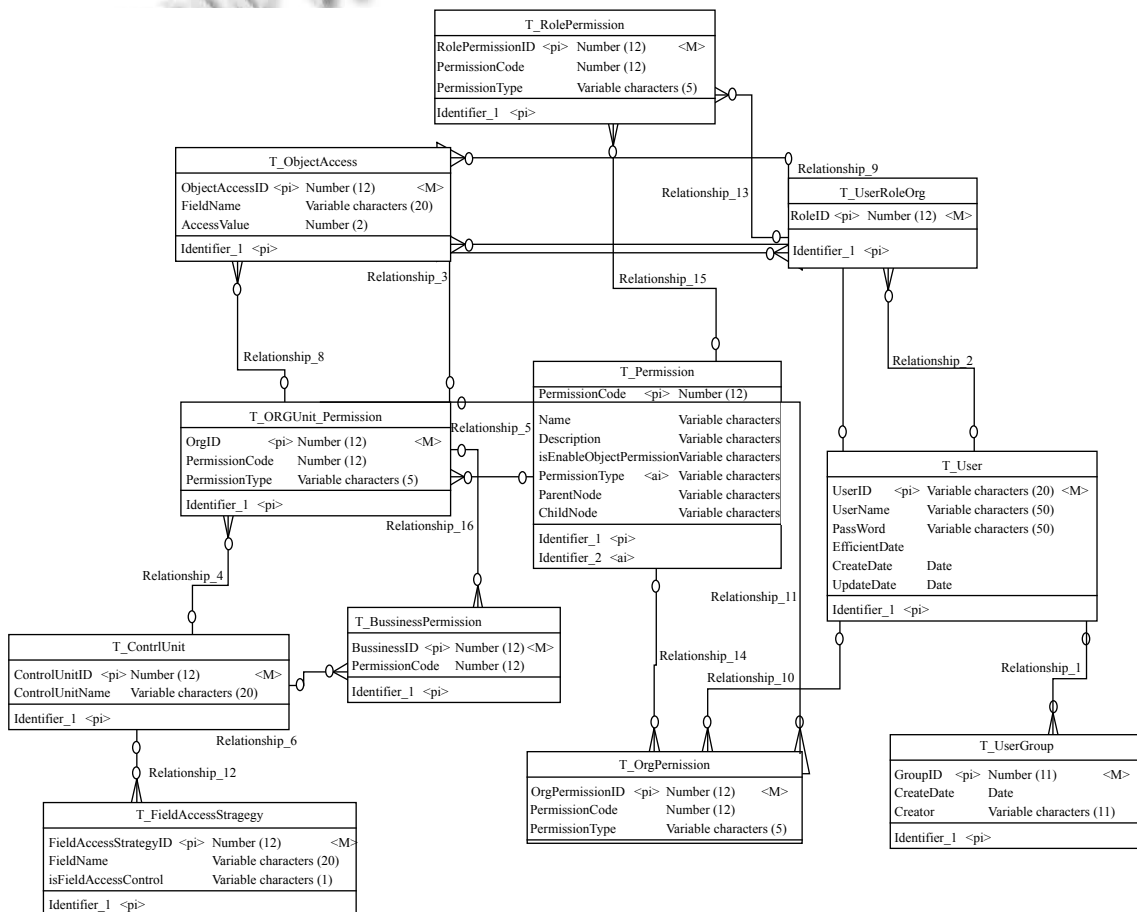 T_RolePermission
RolePermissionID <pi> Number (12) <M>
PermissionCode Number (12)
PermissionType Variable characters (5)
Identifier_1 <pi>
T_ObjectAccess
ObjectAccessID <pi> Number (12) <M>
FieldName Variable characters (20)
AccessValue Number (2)
Identifier_1 <pi>
Relationship_9
Relationship_13
T_UserRoleOrg
RoleID <pi> Number (12) <M>
Identifier_1 <pi>
Relationship_3
Relationship_15
Relationship_8
Relationship_2
T_Permission
PermissionCode <pi> Number (12)
Name Variable characters
Description Variable characters
isEnableObjectPermission Variable characters
PermissionType <ai> Variable characters
ParentNode Variable characters
ChildNode Variable characters
Identifier_1 <pi>
Identifier_2 <ai>
T_ORGUnit_Permission
OrgID <pi> Number (12) <M>
PermissionCode Number (12)
PermissionType Variable characters (5)
Identifier_1 <pi>
Relationship_5
Relationship_16
T_User
UserID <pi> Variable characters (20) <M>
UserName Variable characters (50)
PassWord Variable characters (50)
EfficientDate
CreateDate Date
UpdateDate Date
Identifier_1 <pi>
Relationship_4
Relationship_11
T_BussinessPermission
BussinessID <pi> Number (12) <M>
PermissionCode Number (12)
Identifier_1 <pi>
T_ContrlUnit
ControlUnitID <pi> Number (12) <M>
ControlUnitName Variable characters (20)
Identifier_1 <pi>
Relationship_14
Relationship_10
Relationship_1
Relationship_6
Relationship_12
T_OrgPernission
OrgPermissionID <pi> Number (12) <M>
PermissionCode Number (12)
PermissionType Variable characters (5)
T_UserGroup
GroupID <pi> Number (11) <M>
CreateDate Date
Creator Variable characters (11)
Identifier_1 <pi>
T_FieldAccessStragegy
FieldAccessStrategyID <pi> Number (12) <M>
FieldName Variable characters (20)
isFieldAccessControl Variable characters (1)
Identifier_1 <pi>